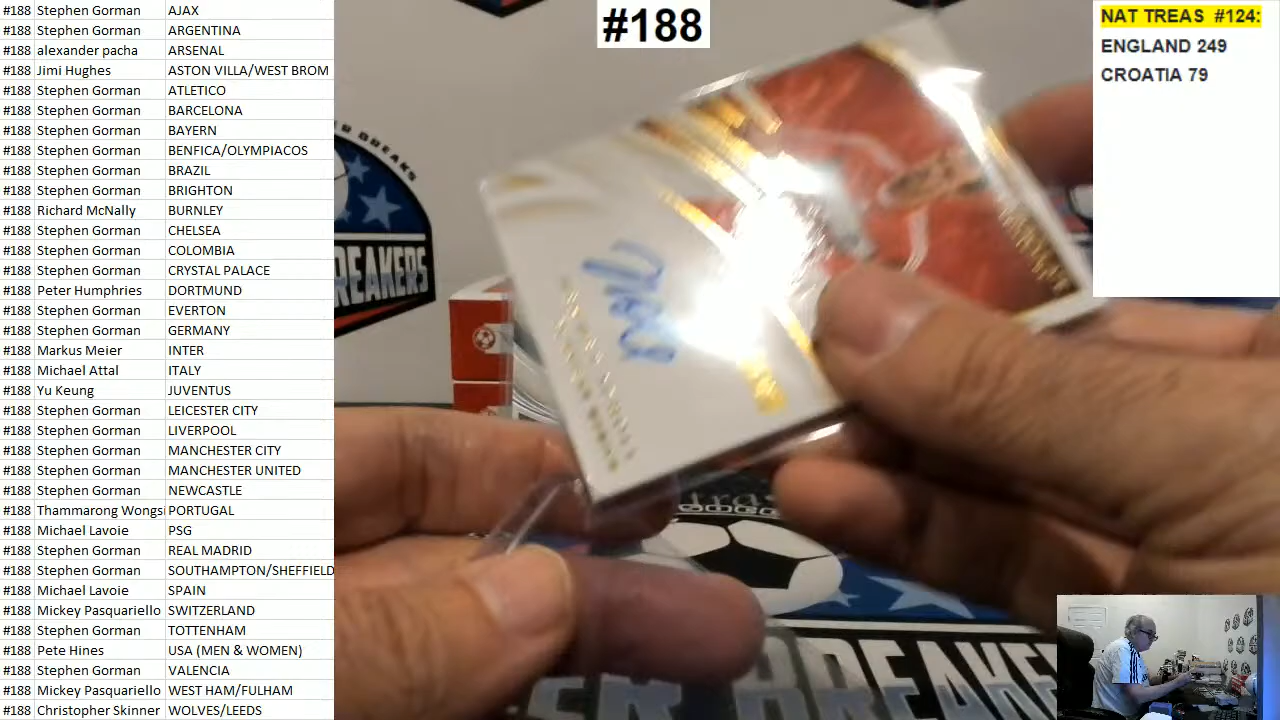 #188 Stephen Gorman AJAX
#188 Stephen Gorman ARGENTINA
#188 alexander pacha ARSENAL
#188 Jimi Hughes ASTON VILLA/WEST BROM
#188 Stephen Gorman ATLETICO
#188 Stephen Gorman BARCELONA
#188 Stephen Gorman BAYERN
#188 Stephen Gorman BENFICA/OLYMPIACOS
#188 Stephen Gorman BRAZIL
#188 Stephen Gorman BRIGHTON
#188 Richard McNally BURNLEY
#188 Stephen Gorman CHELSEA
#188 Stephen Gorman COLOMBIA
#188 Stephen Gorman CRYSTAL PALACE
#188 Peter Humphries DORTMUND
#188 Stephen Gorman EVERTON
#188 Stephen Gorman GERMANY
#188 Markus Meier INTER
#188 Michael Attal ITALY
#188 Yu Keung JUVENTUS
#188 Stephen Gorman LEICESTER CITY
#188 Stephen Gorman LIVERPOOL
#188 Stephen Gorman MANCHESTER CITY
#188 Stephen Gorman MANCHESTER UNITED
#188 Stephen Gorman NEWCASTLE
#188 Thammarong Wongsi PORTUGAL
#188 Michael Lavoie PSG
#188 Stephen Gorman REAL MADRID
#188 Stephen Gorman SOUTHAMPTON/SHEFFIELD
#188 Michael Lavoie SPAIN
#188 Mickey Pasquariello SWITZERLAND
#188 Stephen Gorman TOTTENHAM
#188 Pete Hines USA (MEN & WOMEN)
#188 Stephen Gorman VALENCIA
#188 Mickey Pasquariello WEST HAM/FULHAM
#188 Christopher Skinner WOLVES/LEEDS
#188
NAT TREAS #124:
ENGLAND 249
CROATIA 79
ER BREAKS
REAKERS
ER BREAKE